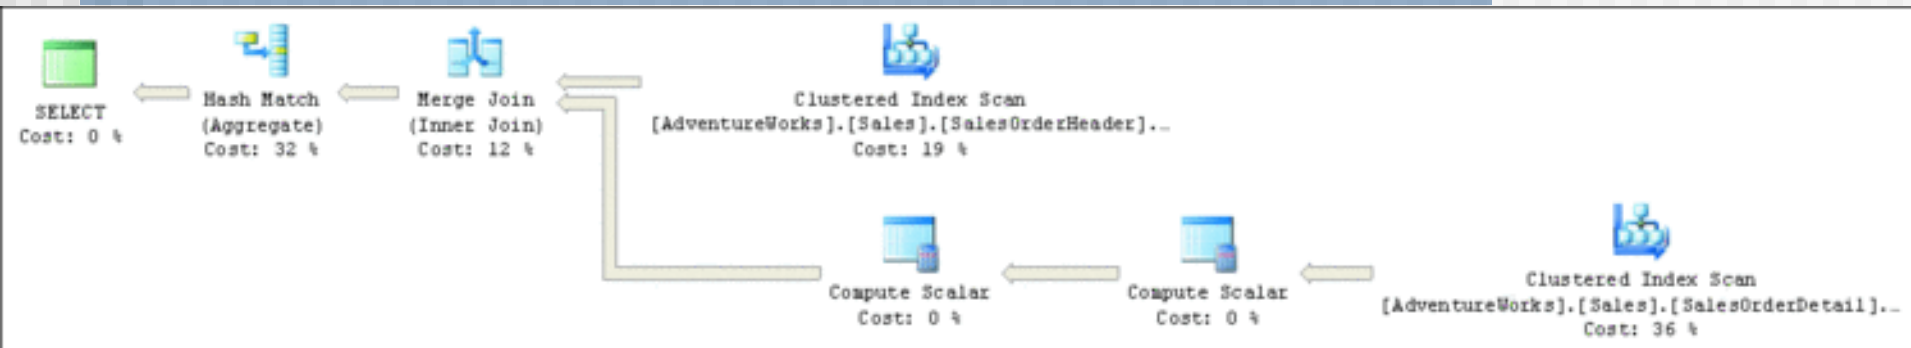 SELECT
Cost: 0 %
Hash Match
(Aggregate)
Cost: 32 %
Merge Join
(Inner Join)
Cost: 12 %
Clustered Index Scan
[AdventureWorks].[Sales].[SalesOrderHeader]....
Cost: 19 %
Compute Scalar
Cost: 0 %
Compute Scalar
Cost: 0 %
Clustered Index Scan
[AdventureWorks].[Sales].[SalesOrderDetail]....
Cost: 36 %